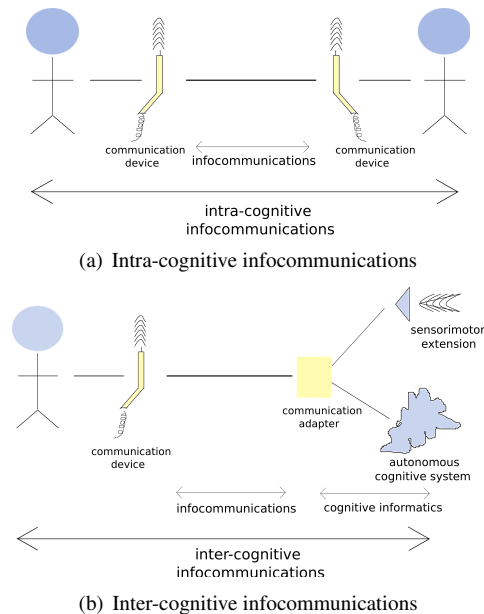 communication
device
infocommunications
communication
device
intra-cognitive
infocommunications
(a) Intra-cognitive infocommunications
sensorimotor
extension
communication
adapter
communication
device
autonomous
cognitive system
infocommunications
cognitive informatics
inter-cognitive
infocommunications
(b) Inter-cognitive infocommunications